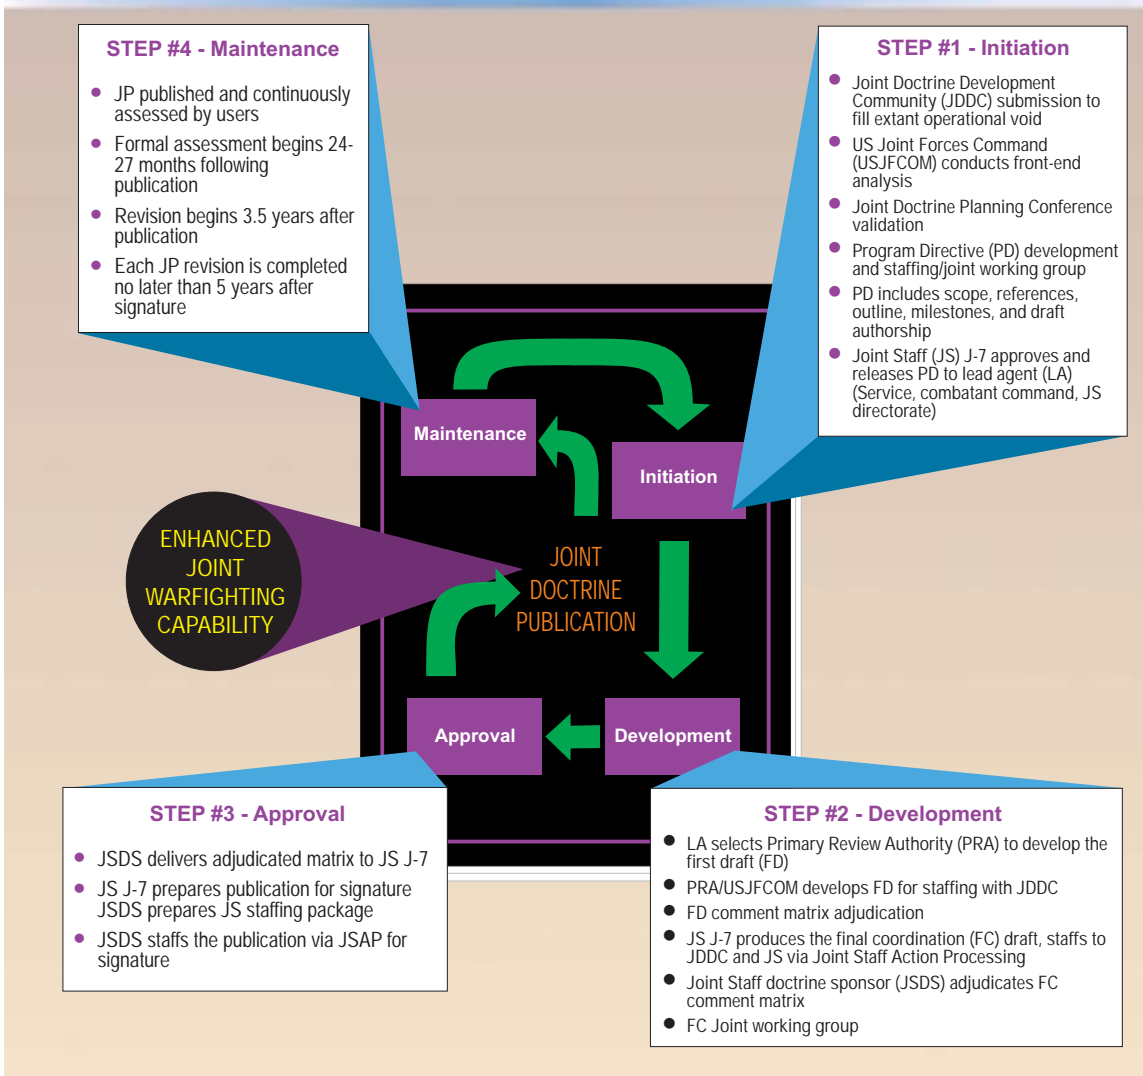 STEP #4 - Maintenance
• JP published and continuously
assessed by users
• Formal assessment begins 24-
27 months following
publication
• Revision begins 3.5 years after
publication
• Each JP revision is completed
no later than 5 years after
signature
STEP #1 - Initiation
• Joint Doctrine Development
Community (JDDC) submission to
fill extant operational void
• US Joint Forces Command
(USJFCOM) conducts front-end
analysis
• Joint Doctrine Planning Conference
validation
• Program Directive (PD) development
and staffing/joint working group
• PD includes scope, references,
outline, milestones, and draft
authorship
• Joint Staff (JS) J-7 approves and
releases PD to lead agent (LA)
(Service, combatant command, JS
directorate)
Maintenance
Initiation
ENHANCED
JOINT
WARFIGHTING
CAPABILITY
JOINT
DOCTRINE
PUBLICATION
Approval
Development
STEP #3 - Approval
• JSDS delivers adjudicated matrix to JS J-7
• JS J-7 prepares publication for signature
JSDS prepares JS staffing package
• JSDS staffs the publication via JSAP for
signature
STEP #2 - Development
• LA selects Primary Review Authority (PRA) to develop the
first draft (FD)
• PRA/USJFCOM develops FD for staffing with JDDC
• FD comment matrix adjudication
• JS J-7 produces the final coordination (FC) draft, staffs to
JDDC and JS via Joint Staff Action Processing
• Joint Staff doctrine sponsor (JSDS) adjudicates FC
comment matrix
• FC Joint working group